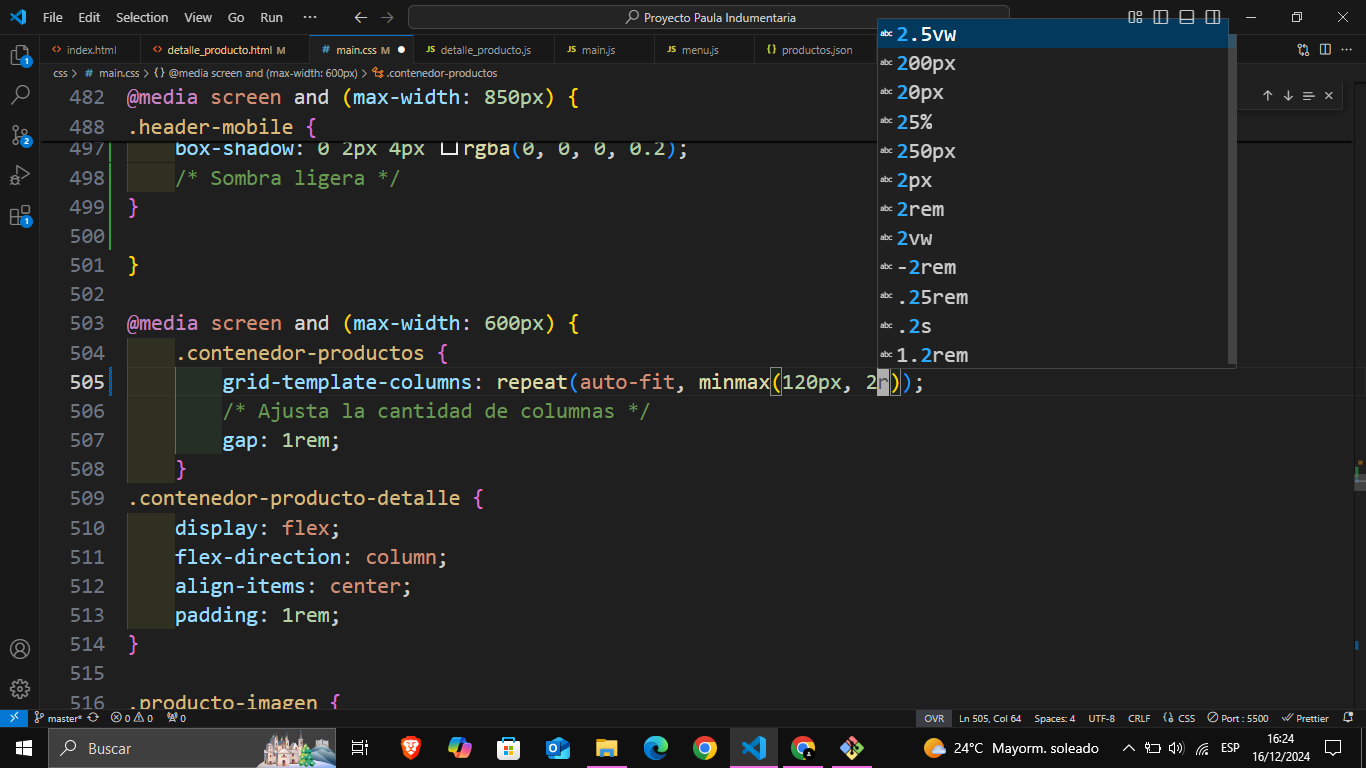 File Edit Selection View Go Run ··· Proyecto Paula Indumentaria
index.html detalle_producto.html M # main.css M ● JS detalle_producto.js JS main.js JS menu.js {} productos.json
css > # main.css > {} @media screen and (max-width: 600px) > .contenedor-productos
482 @media screen and (max-width: 850px) {
488 .header-mobile {
497 box-shadow: 0 2px 4px rgba(0, 0, 0, 0.2);
498 /* Sombra ligera */
499 }
500
501 }
502
503 @media screen and (max-width: 600px) {
504 .contenedor-productos {
505 grid-template-columns: repeat(auto-fit, minmax(120px, 2r));
506 /* Ajusta la cantidad de columnas */
507 gap: 1rem;
508 }
509 .contenedor-producto-detalle {
510 display: flex;
511 flex-direction: column;
512 align-items: center;
513 padding: 1rem;
514 }
515
516 .producto-imagen {
abc 2.5vw
abc 200px
abc 20px
abc 25%
abc 250px
abc 2px
abc 2rem
abc 2vw
abc -2rem
abc .25rem
abc .2s
abc 1.2rem
1
2
1
master* 0 0 0 OVR Ln 505, Col 64 Spaces: 4 UTF-8 CRLF CSS Port : 5500 Prettier
Buscar 24°C Mayorm. soleado ESP 16:24
16/12/2024